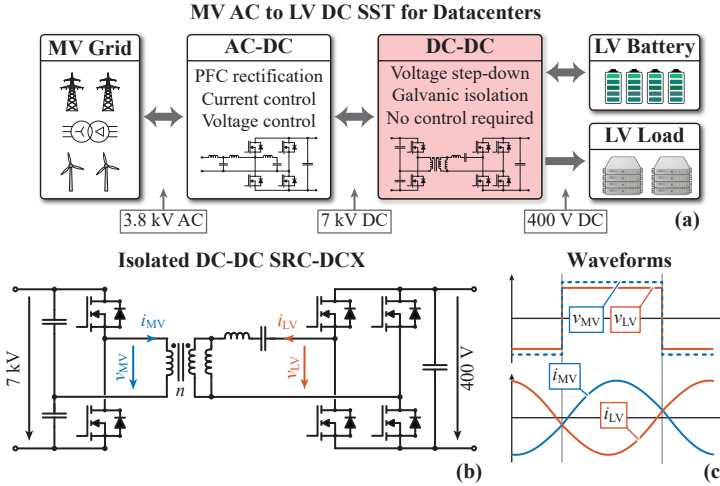 MV AC to LV DC SST for Datacenters
MV Grid
AC-DC
PFC rectification
Current control
Voltage control
DC-DC
Voltage step-down
Galvanic isolation
No control required
LV Battery
LV Load
3.8 kV AC
7 kV DC
400 V DC
(a)
Isolated DC-DC SRC-DCX
7 kV
iMV
vMV
n
iLV
vLV
400 V
(b)
Waveforms
vMV
vLV
iMV
iLV
(c)